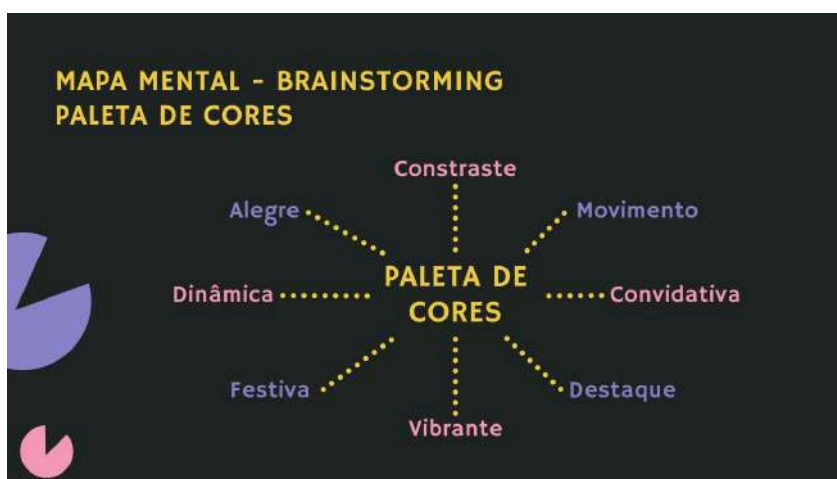 MAPA MENTAL - BRAINSTORMING
PALETA DE CORES
Constraste
Alegre
Movimento
Dinâmica
PALETA DE
CORES
Convidativa
Festiva
Destaque
Vibrante